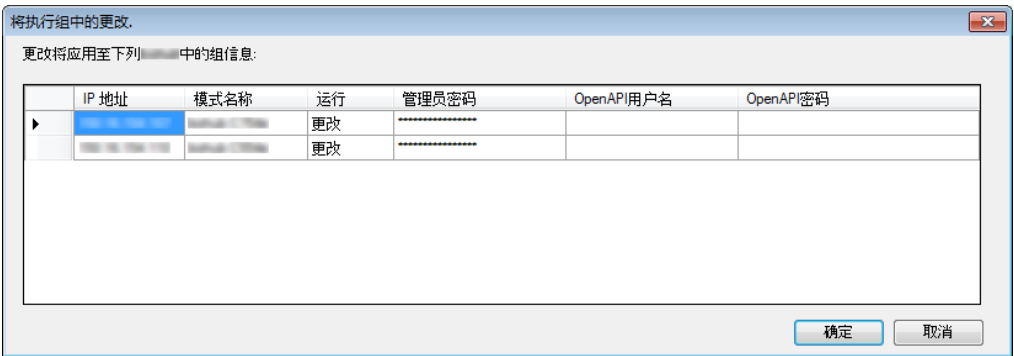 将执行组中的更改.
更改将应用至下列 中的组信息:
IP 地址 模式名称 运行 管理员密码 OpenAPI用户名 OpenAPI密码
更改 ****************
更改 ****************
确定 取消